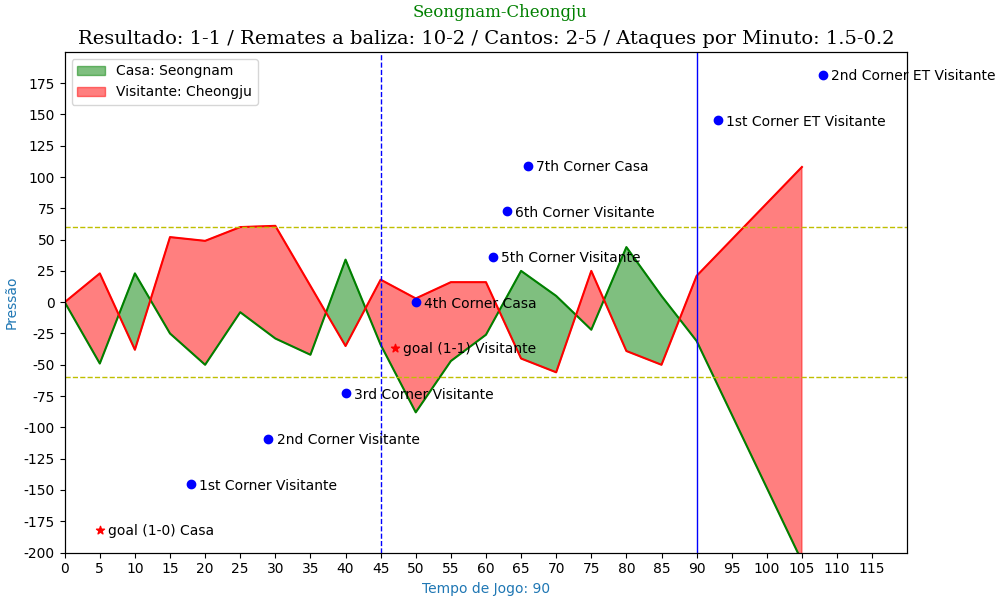 Seongnam-Cheongju
Resultado: 1-1 / Remates a baliza: 10-2 / Cantos: 2-5 / Ataques por Minuto: 1.5-0.2
Casa: Seongnam
Visitante: Cheongju
2nd Corner ET Visitante
1st Corner ET Visitante
7th Corner Casa
6th Corner Visitante
5th Corner Visitante
4th Corner Casa
goal (1-1) Visitante
3rd Corner Visitante
2nd Corner Visitante
1st Corner Visitante
goal (1-0) Casa
Pressão
175
150
125
100
75
50
25
0
-25
-50
-75
-100
-125
-150
-175
-200
0 5 10 15 20 25 30 35 40 45 50 55 60 65 70 75 80 85 90 95 100 105 110 115
Tempo de Jogo: 90